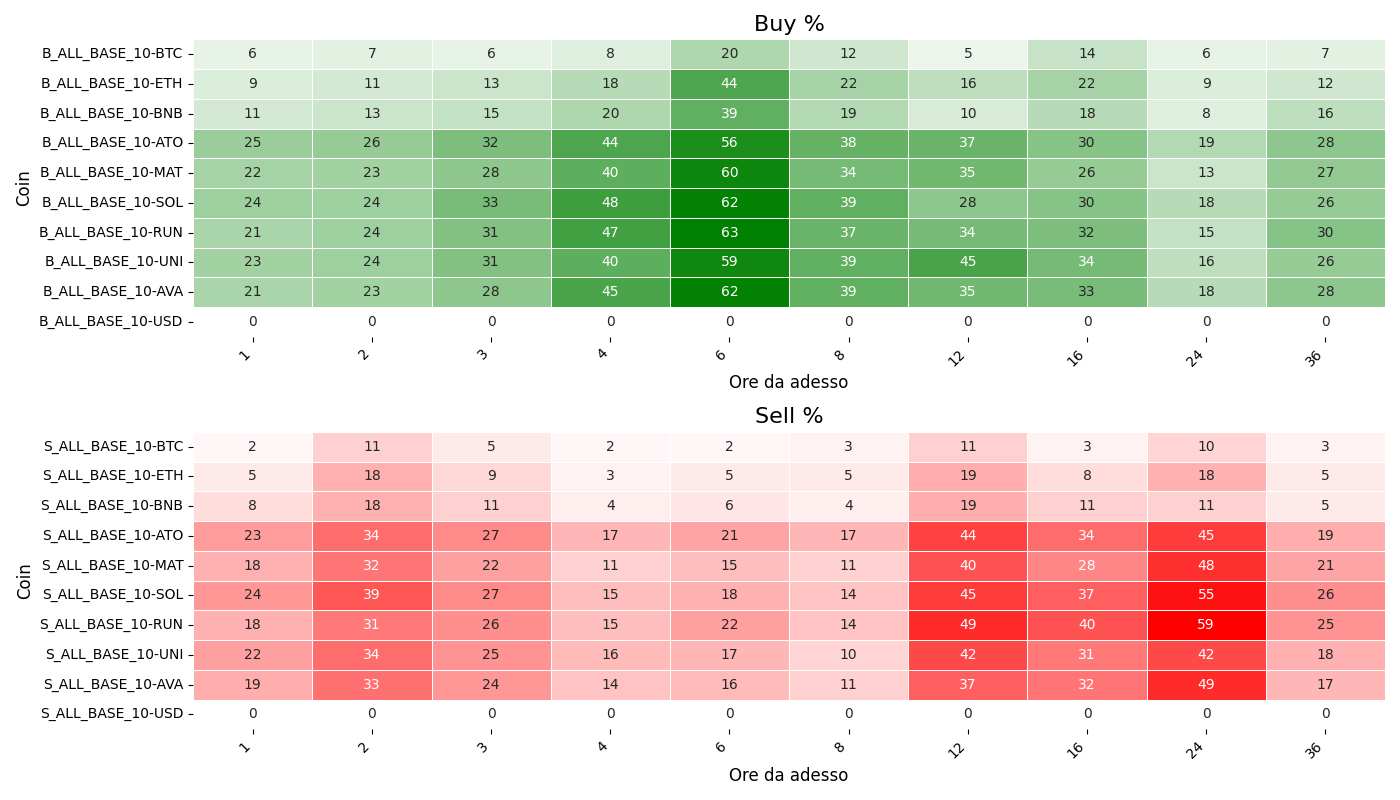 Buy %
Coin
B_ALL_BASE_10-BTC 6 7 6 8 20 12 5 14 6 7
B_ALL_BASE_10-ETH 9 11 13 18 44 22 16 22 9 12
B_ALL_BASE_10-BNB 11 13 15 20 39 19 10 18 8 16
B_ALL_BASE_10-ATO 25 26 32 44 56 38 37 30 19 28
B_ALL_BASE_10-MAT 22 23 28 40 60 34 35 26 13 27
B_ALL_BASE_10-SOL 24 24 33 48 62 39 28 30 18 26
B_ALL_BASE_10-RUN 21 24 31 47 63 37 34 32 15 30
B_ALL_BASE_10-UNI 23 24 31 40 59 39 45 34 16 26
B_ALL_BASE_10-AVA 21 23 28 45 62 39 35 33 18 28
B_ALL_BASE_10-USD 0 0 0 0 0 0 0 0 0 0
1 2 3 4 6 8 12 16 24 36
Ore da adesso
Sell %
Coin
S_ALL_BASE_10-BTC 2 11 5 2 2 3 11 3 10 3
S_ALL_BASE_10-ETH 5 18 9 3 5 5 19 8 18 5
S_ALL_BASE_10-BNB 8 18 11 4 6 4 19 11 11 5
S_ALL_BASE_10-ATO 23 34 27 17 21 17 44 34 45 19
S_ALL_BASE_10-MAT 18 32 22 11 15 11 40 28 48 21
S_ALL_BASE_10-SOL 24 39 27 15 18 14 45 37 55 26
S_ALL_BASE_10-RUN 18 31 26 15 22 14 49 40 59 25
S_ALL_BASE_10-UNI 22 34 25 16 17 10 42 31 42 18
S_ALL_BASE_10-AVA 19 33 24 14 16 11 37 32 49 17
S_ALL_BASE_10-USD 0 0 0 0 0 0 0 0 0 0
1 2 3 4 6 8 12 16 24 36
Ore da adesso